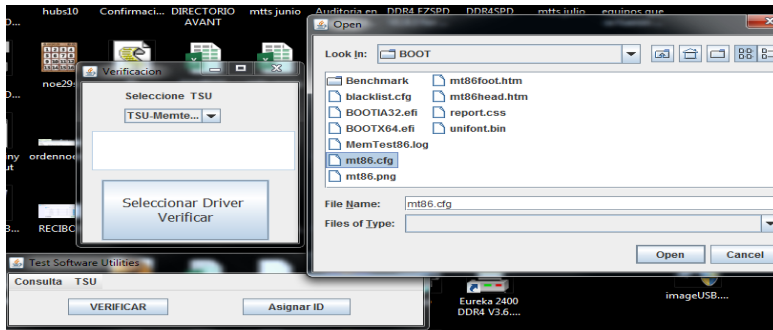 hubs10
Confirmaci...
DIRECTORIO
AVANT
mtts junio
Auditoria en
DDR4 EZSPD
DDR4SPD
mtts julio
equipos que
noe29s
ordennoe
RECIBO
Verificacion
Seleccione TSU
TSU-Memte...
Seleccionar Driver
Verificar
Open
Look In:
BOOT
Benchmark
blacklist.cfg
BOOTIA32.efi
BOOTX64.efi
MemTest86.log
mt86.cfg
mt86.png
mt86foot.htm
mt86head.htm
report.css
unifont.bin
File Name:
mt86.cfg
Files of Type:
Open
Cancel
Test Software Utilities
Consulta TSU
VERIFICAR
Asignar ID
Eureka 2400
DDR4 V3.6....
imageUSB....